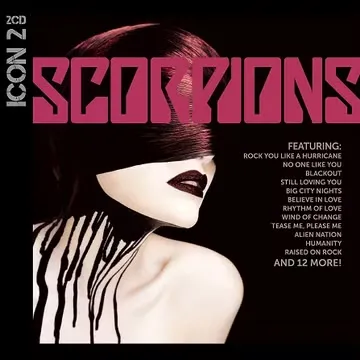 2CD
ICON 2
SCORPIONS
FEATURING:
ROCK YOU LIKE A HURRICANE
NO ONE LIKE YOU
BLACKOUT
STILL LOVING YOU
BIG CITY NIGHTS
BELIEVE IN LOVE
RHYTHM OF LOVE
WIND OF CHANGE
TEASE ME, PLEASE ME
ALIEN NATION
HUMANITY
RAISED ON ROCK
AND 12 MORE!